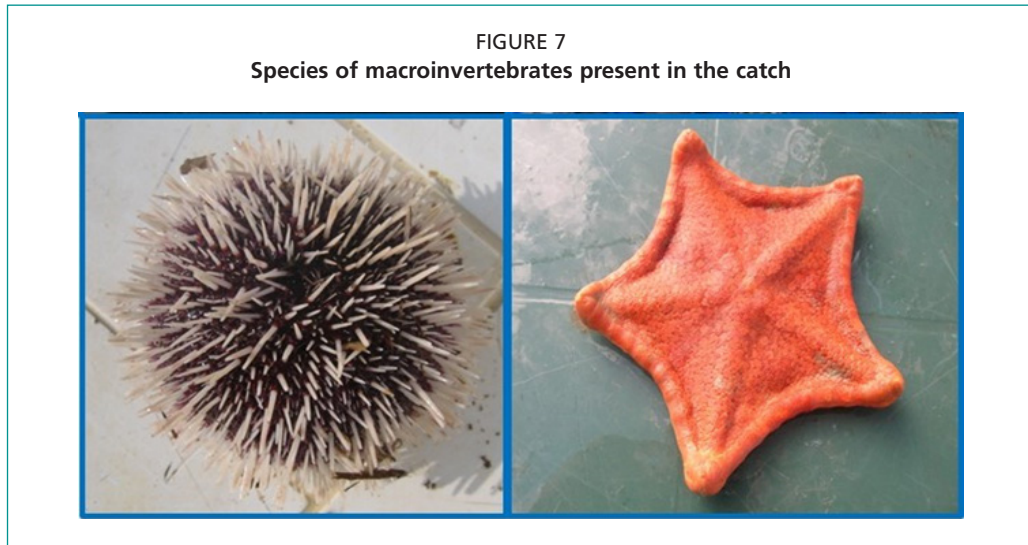 FIGURE 7
Species of macroinvertebrates present in the catch